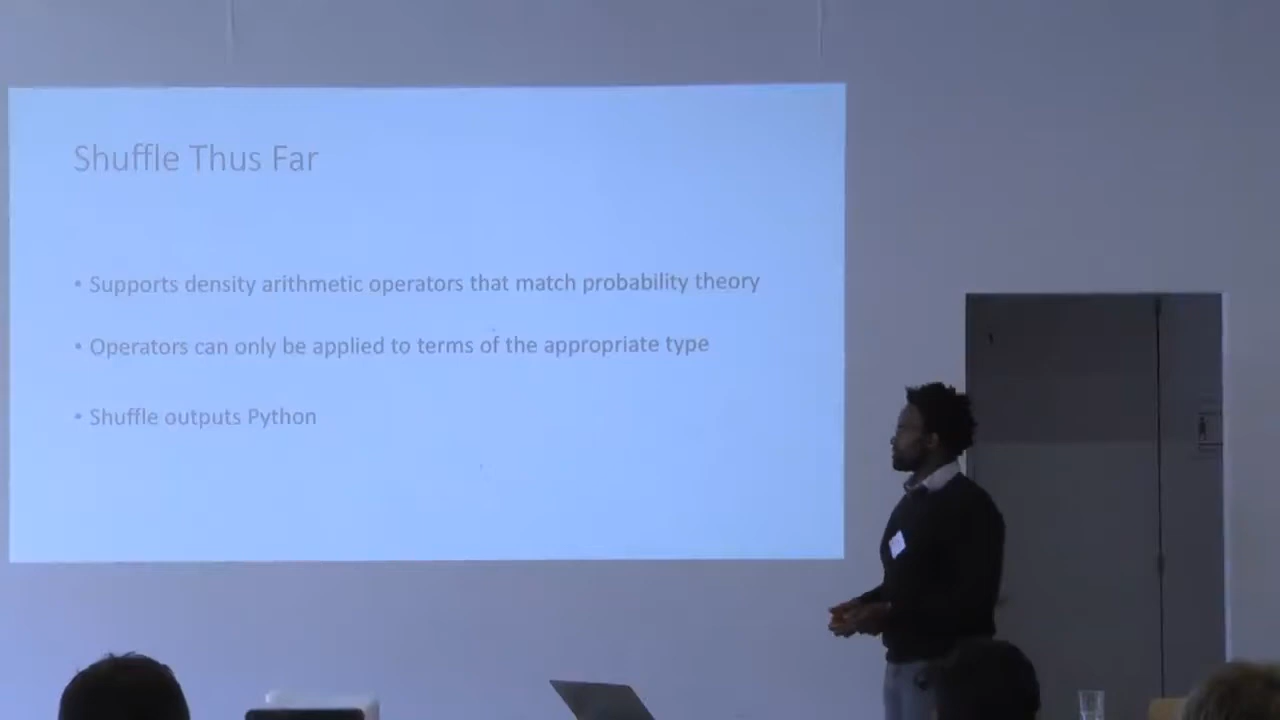 Shuffle Thus Far
• Supports density arithmetic operators that match probability theory
• Operators can only be applied to terms of the appropriate type
• Shuffle outputs Python